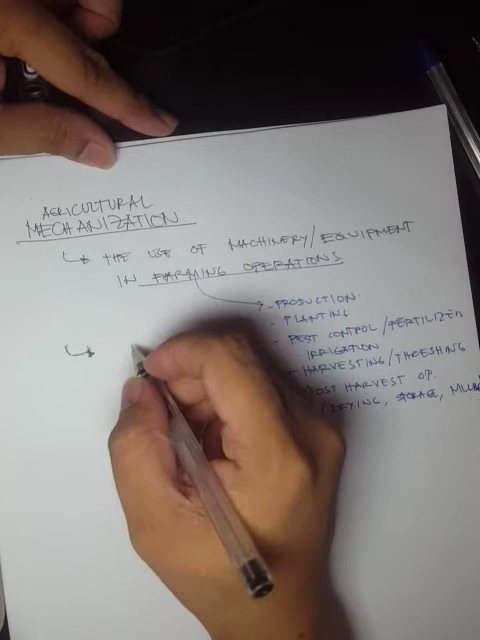 AGRICULTURAL
MECHANIZATION
THE USE OF MACHINERY/EQUIPMENT
IN FARMING OPERATIONS
- PRODUCTION
- PLANTING
- PEST CONTROL/FERTILIZ
IRRIGATION
- HARVESTING/THRESHING
POST HARVEST OP.
/DRYING, STORAGE,